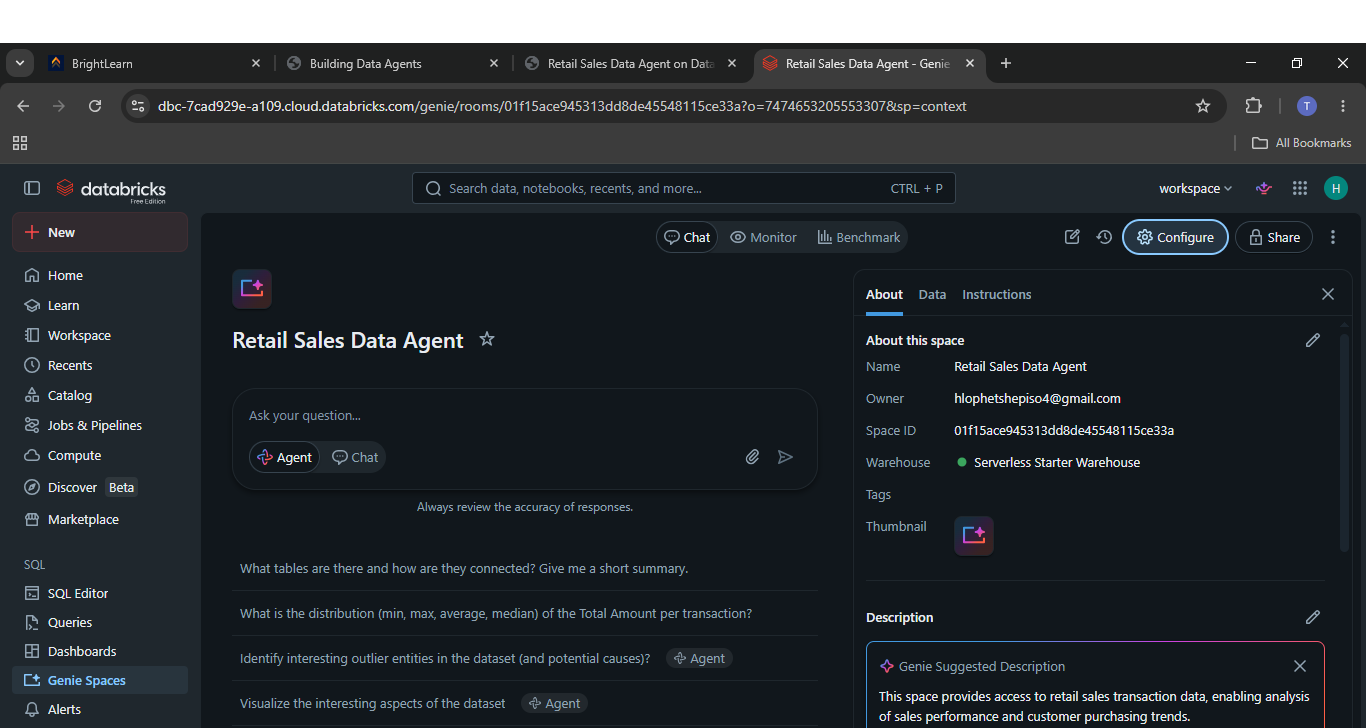 BrightLearn
Building Data Agents
Retail Sales Data Agent on Data
Retail Sales Data Agent - Genie
dbc-7cad929e-a109.cloud.databricks.com/genie/rooms/01f15ace945313dd8de45548115ce33a?o=7474653205553307&sp=context
T
All Bookmarks
databricks
Free Edition
Search data, notebooks, recents, and more...
CTRL + P
workspace
H
New
Home
Learn
Workspace
Recents
Catalog
Jobs & Pipelines
Compute
Discover Beta
Marketplace
SQL
SQL Editor
Queries
Dashboards
Genie Spaces
Alerts
Chat
Monitor
Benchmark
Configure
Share
Retail Sales Data Agent
Ask your question...
Agent
Chat
Always review the accuracy of responses.
What tables are there and how are they connected? Give me a short summary.
What is the distribution (min, max, average, median) of the Total Amount per transaction?
Identify interesting outlier entities in the dataset (and potential causes)? Agent
Visualize the interesting aspects of the dataset Agent
About
Data
Instructions
About this space
Name Retail Sales Data Agent
Owner hlophetshepiso4@gmail.com
Space ID 01f15ace945313dd8de45548115ce33a
Warehouse Serverless Starter Warehouse
Tags
Thumbnail
Description
Genie Suggested Description
This space provides access to retail sales transaction data, enabling analysis
of sales performance and customer purchasing trends.